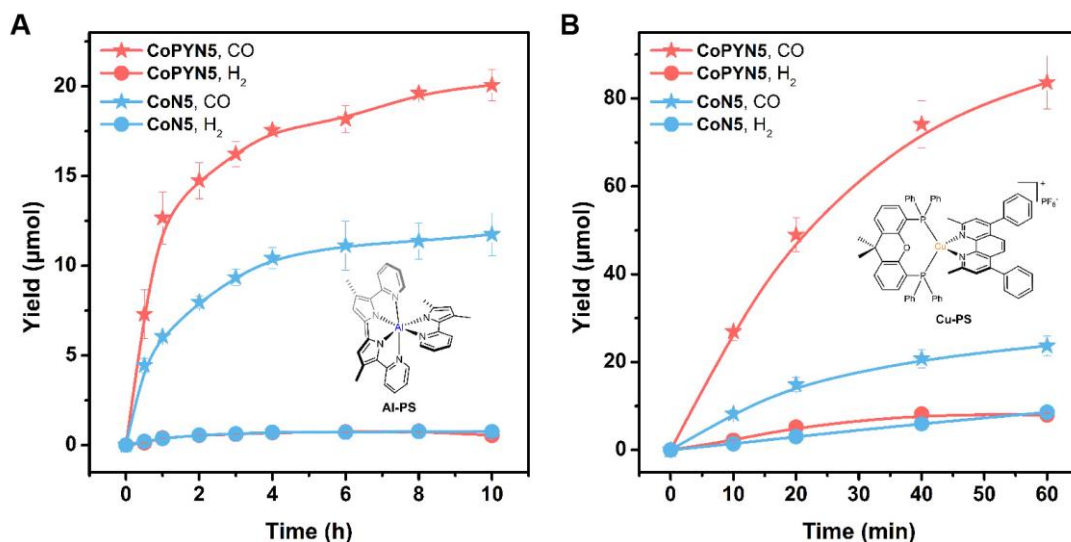 A
CoPYN5, CO
CoPYN5, H₂
CoN5, CO
CoN5, H₂
Yield (µmol)
20
15
10
5
0
N
N
N
Al
N
N
N
Al-PS
0
2
4
6
8
10
Time (h)
B
CoPYN5, CO
CoPYN5, H₂
CoN5, CO
CoN5, H₂
Yield (µmol)
80
60
40
20
0
Ph
Ph
P
O
Cu
N
N
P
Ph
Ph
+
PF₆⁻
Cu-PS
0
10
20
30
40
50
60
Time (min)